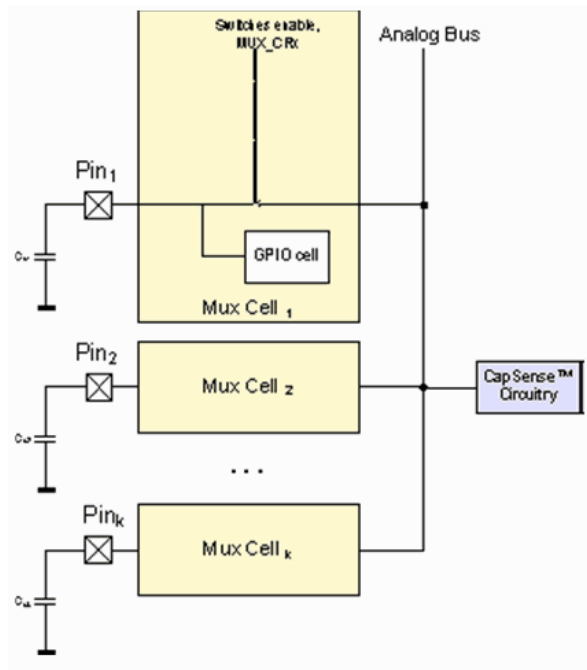 Switches enable,
MUX_CRx
Analog Bus
Pin1
GPIO cell
Mux Cell 1
Pin2
Mux Cell 2
CapSense™
Circuitry
...
Pink
Mux Cell k